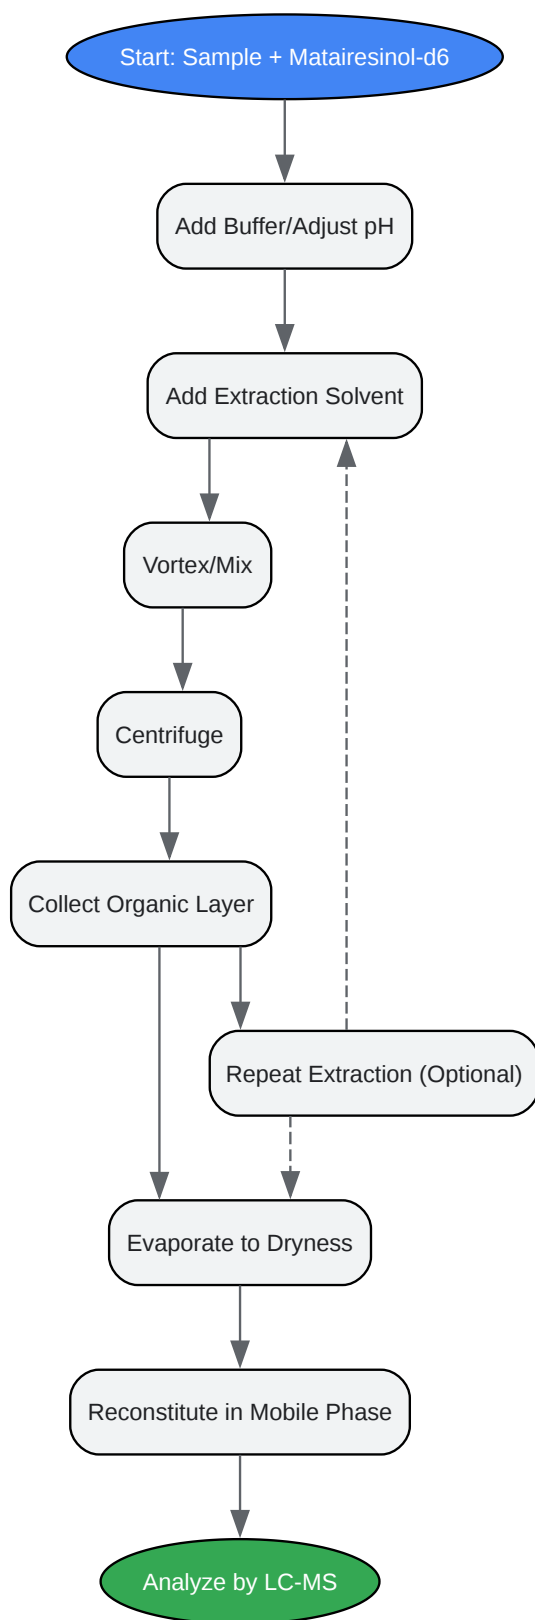 Start: Sample + Matairesinol-d6
Add Buffer/Adjust pH
Add Extraction Solvent
Vortex/Mix
Centrifuge
Collect Organic Layer
Repeat Extraction (Optional)
Evaporate to Dryness
Reconstitute in Mobile Phase
Analyze by LC-MS